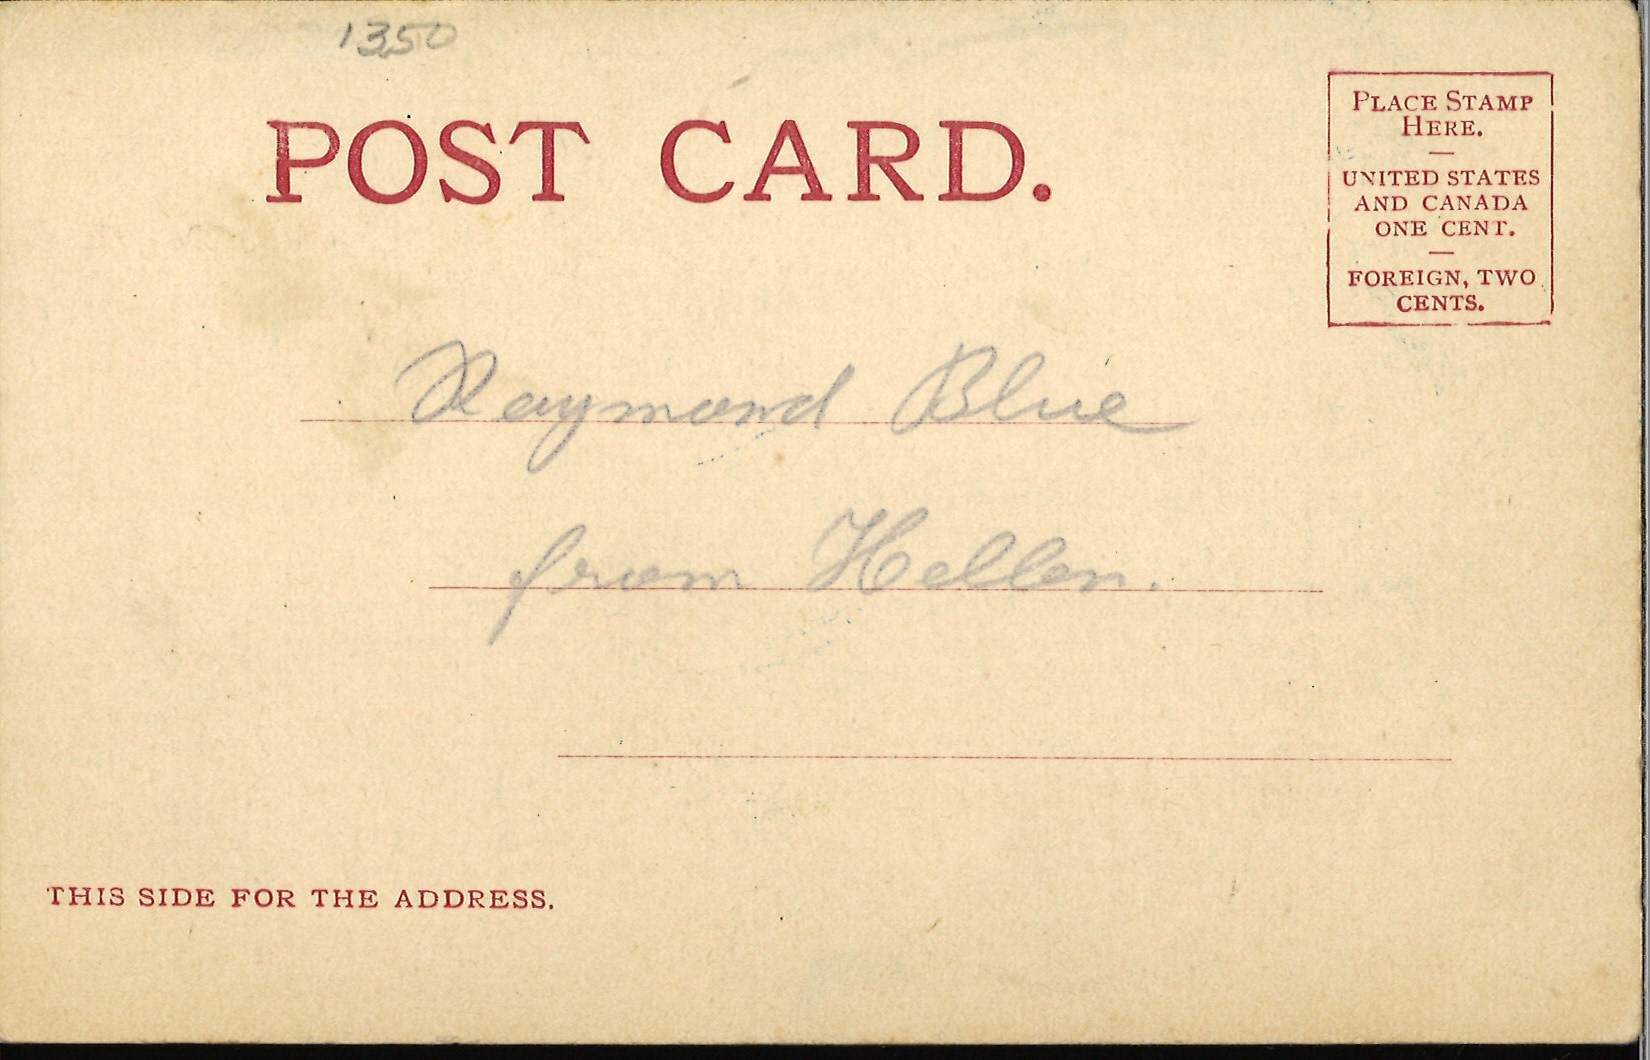 1350
POST CARD.
PLACE STAMP
HERE.
UNITED STATES
AND CANADA
ONE CENT.
FOREIGN, TWO
CENTS.
Raymond Blue
from Hellen.
THIS SIDE FOR THE ADDRESS.